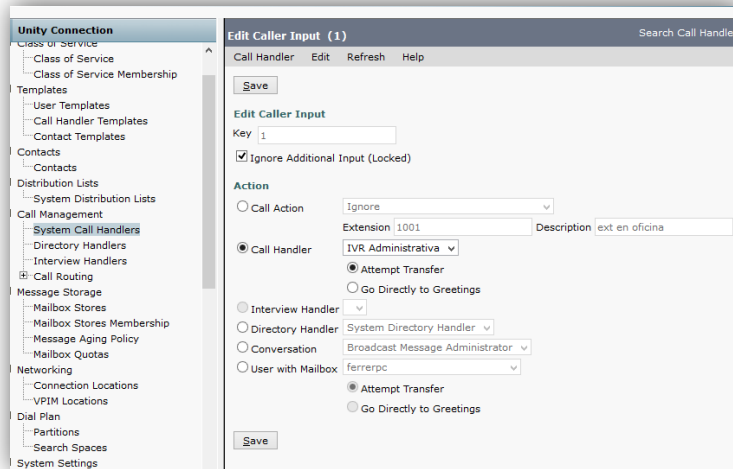 Unity Connection
Class of Service
Class of Service
Class of Service Membership
Templates
User Templates
Call Handler Templates
Contact Templates
Contacts
Contacts
Distribution Lists
System Distribution Lists
Call Management
System Call Handlers
Directory Handlers
Interview Handlers
Call Routing
Message Storage
Mailbox Stores
Mailbox Stores Membership
Message Aging Policy
Mailbox Quotas
Networking
Connection Locations
VPIM Locations
Dial Plan
Partitions
Search Spaces
System Settings
Edit Caller Input (1)
Search Call Handle
Call Handler Edit Refresh Help
Save
Edit Caller Input
Key 1
Ignore Additional Input (Locked)
Action
Call Action Ignore
Extension 1001 Description ext en oficina
Call Handler IVR Administrativa
Attempt Transfer
Go Directly to Greetings
Interview Handler
Directory Handler System Directory Handler
Conversation Broadcast Message Administrator
User with Mailbox ferrerpc
Attempt Transfer
Go Directly to Greetings
Save